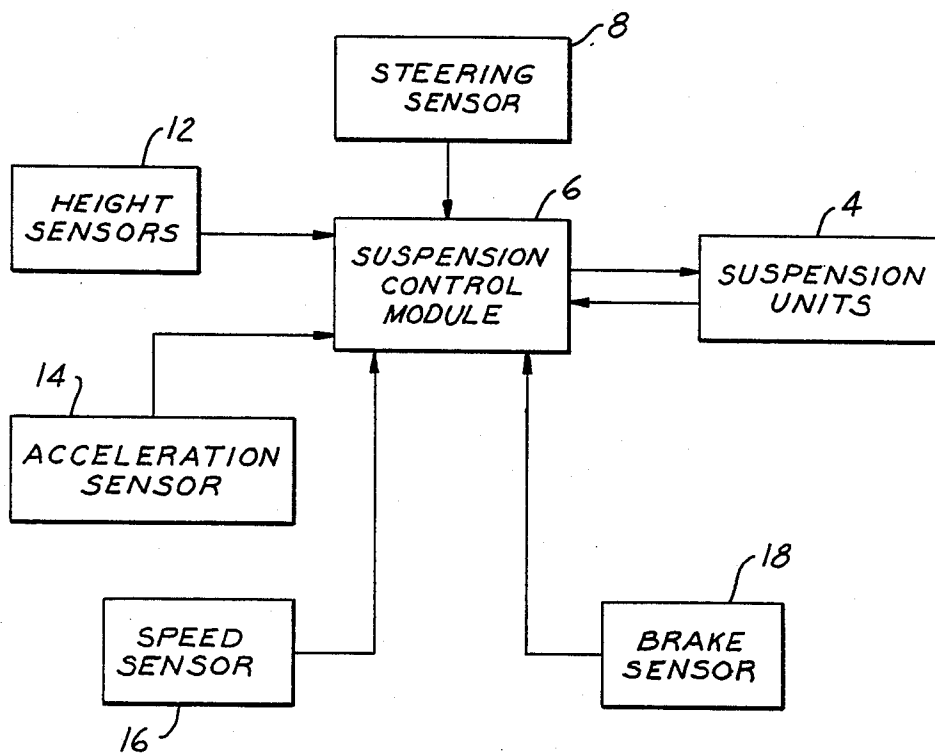 8
STEERING
SENSOR
12
HEIGHT
SENSORS
6
SUSPENSION
CONTROL
MODULE
4
SUSPENSION
UNITS
14
ACCELERATION
SENSOR
18
BRAKE
SENSOR
SPEED
SENSOR
16